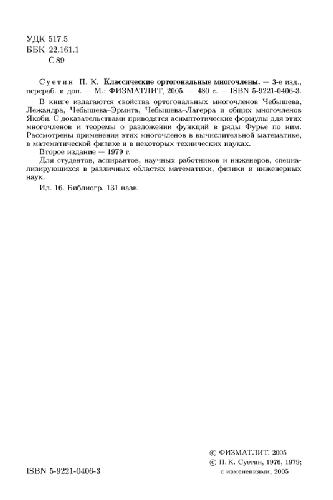 УДК 517.5
ББК 22.161.1
С 89
Суетин П. К. Классические ортогональные многочлены. — 3-е изд.,
перераб. и доп. — М.: ФИЗМАТЛИТ, 2005. — 480 с. — ISBN 5-9221-0406-3.
В книге излагаются свойства ортогональных многочленов Чебышева,
Лежандра, Чебышева–Эрмита, Чебышева–Лагерра и общих многочленов
Якоби. С доказательствами приводятся асимптотические формулы для этих
многочленов и теоремы о разложении функций в ряды Фурье по ним.
Рассмотрены применения этих многочленов в вычислительной математике,
в математической физике и в некоторых технических науках.
Второе издание — 1979 г.
Для студентов, аспирантов, научных работников и инженеров, специа-
лизирующихся в различных областях математики, физики и инженерных
наук.
Ил. 16. Библиогр. 131 назв.
© ФИЗМАТЛИТ, 2005
ISBN 5-9221-0406-3
© П. К. Суетин, 1976, 1979;
с изменениями, 2005